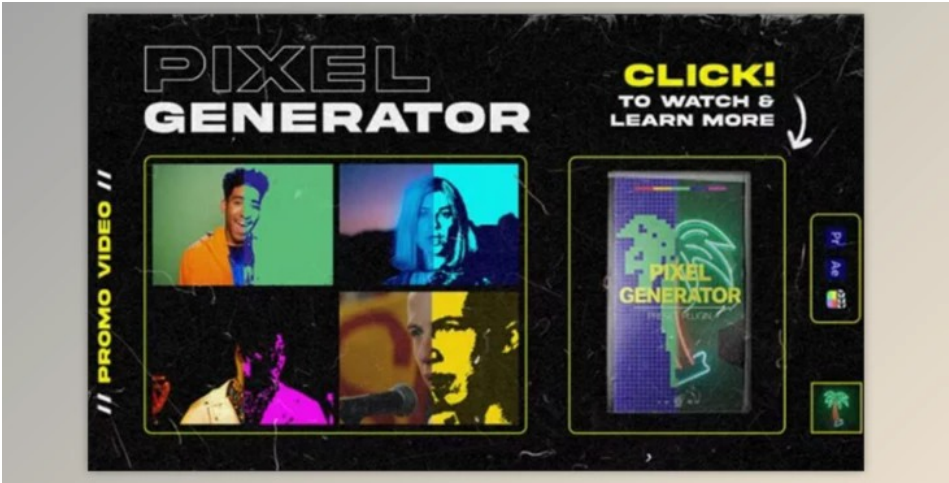 PIXEL
GENERATOR
CLICK!
TO WATCH &
LEARN MORE
// PROMO VIDEO //
PIXEL
GENERATOR
Pr
Ae